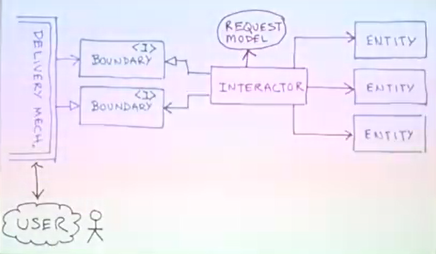 DELIVERY MECH.
<I>
BOUNDARY
<I>
BOUNDARY
REQUEST
MODEL
INTERACTOR
ENTITY
ENTITY
ENTITY
USER